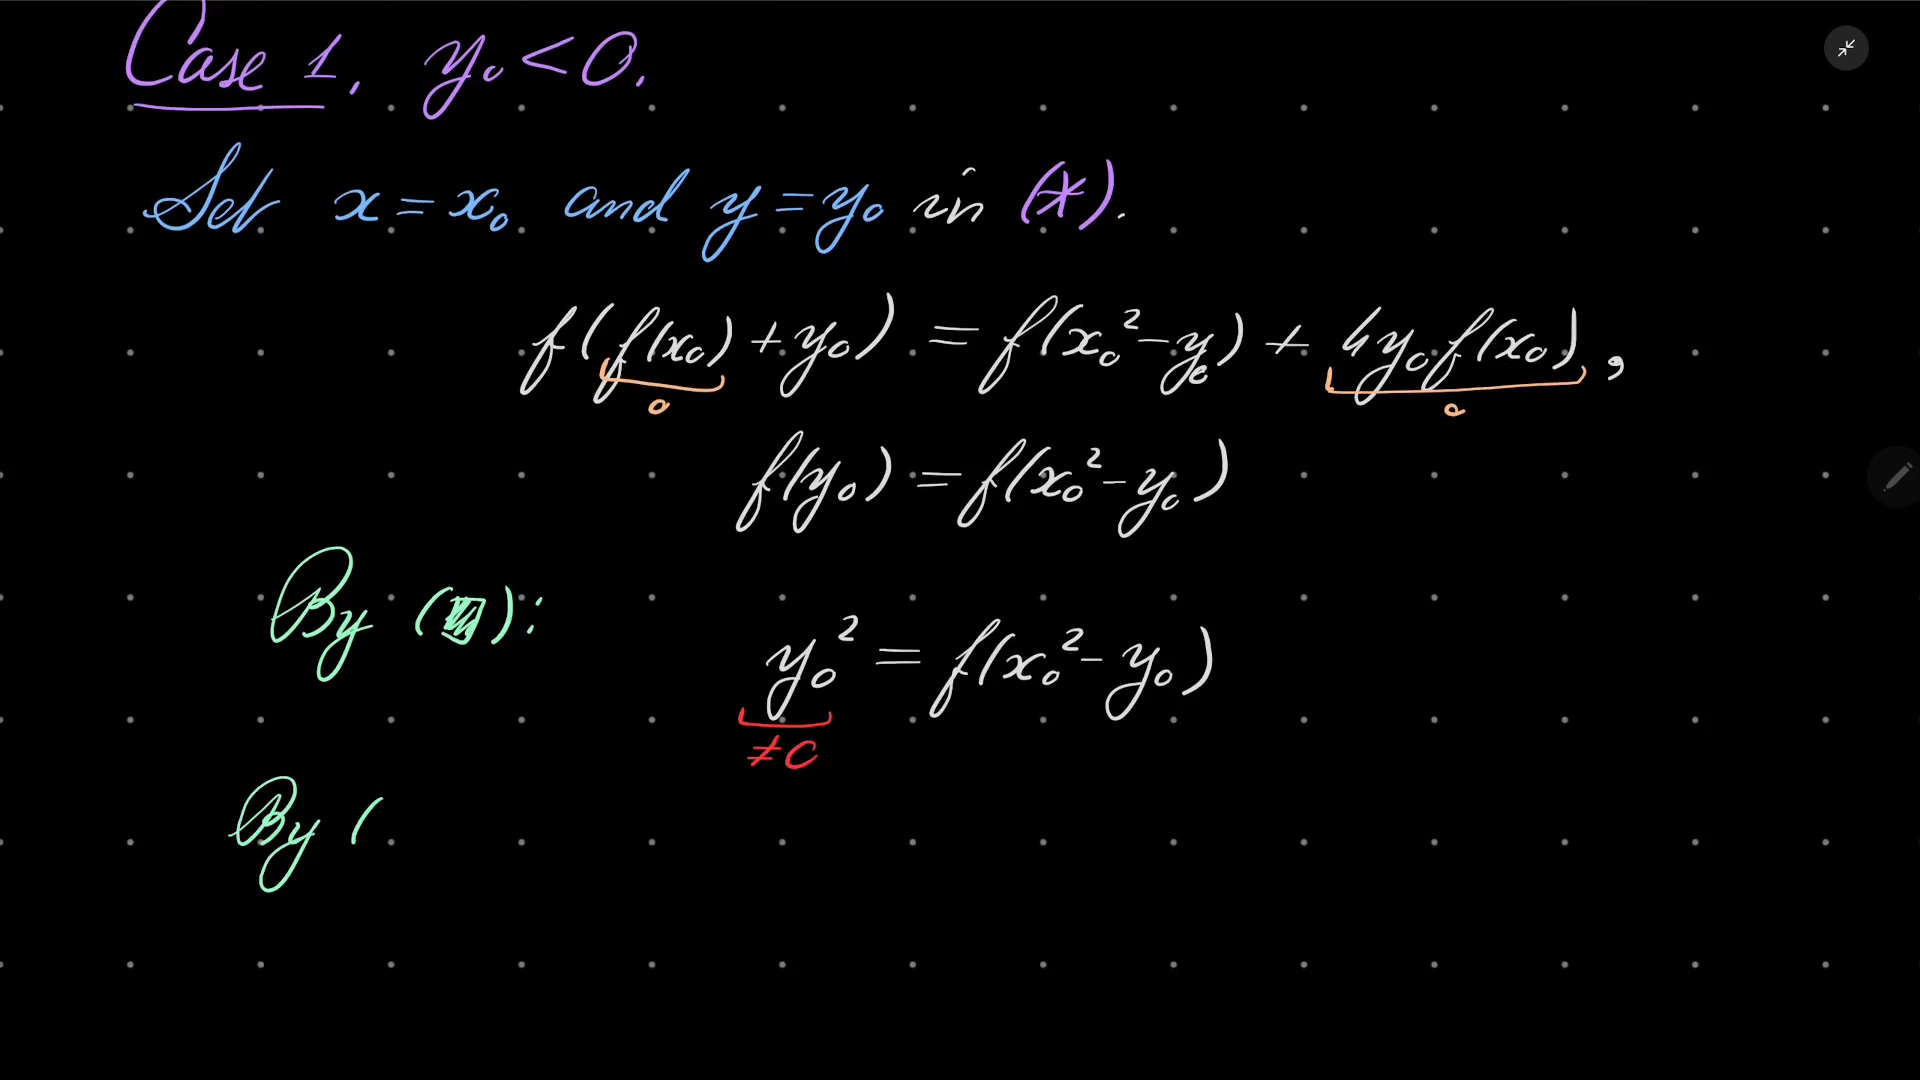 Case 1. y₀ < 0.
Set x = x₀ and y = y₀ in (*).
f(f(x₀) + y₀) = f(x₀² - y₀) + 4y₀f(x₀),
0 0
f(y₀) = f(x₀² - y₀)
By (■): y₀² = f(x₀² - y₀)
≠ 0
By (